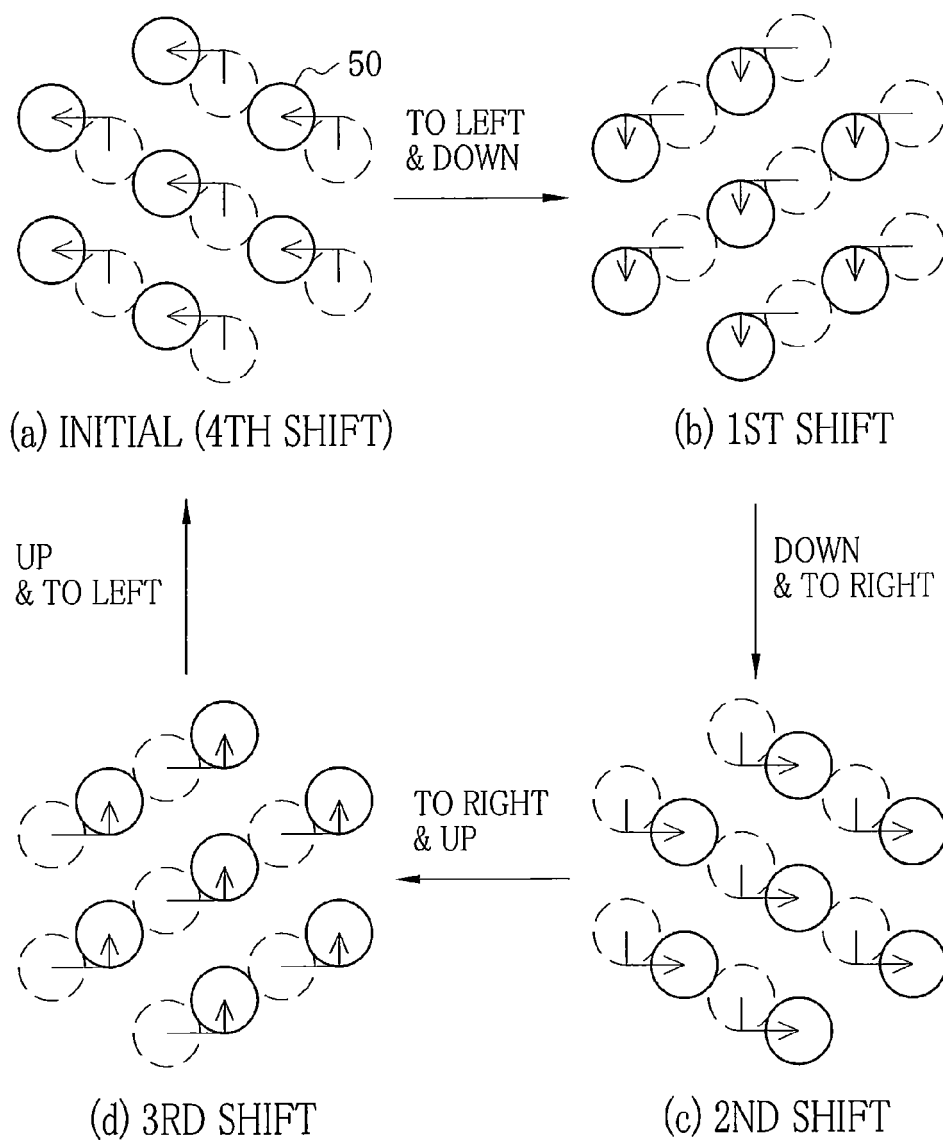 50
TO LEFT
& DOWN
(a) INITIAL (4TH SHIFT)
(b) 1ST SHIFT
UP
& TO LEFT
DOWN
& TO RIGHT
TO RIGHT
& UP
(d) 3RD SHIFT
(c) 2ND SHIFT